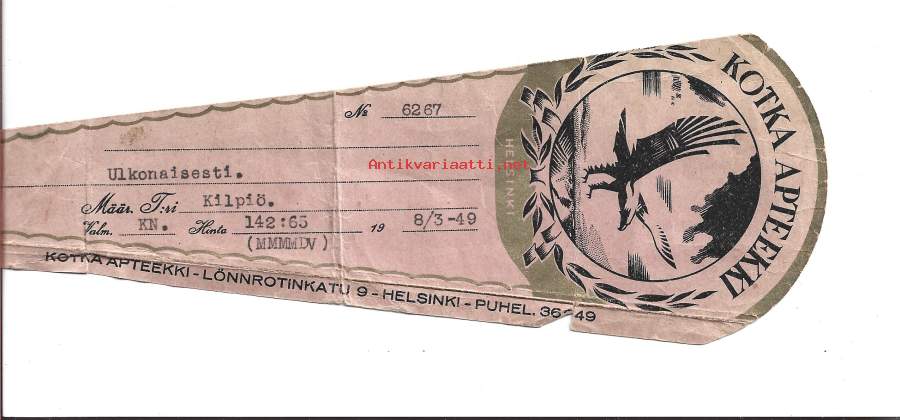 № 6267
Antikvariaatti.net
Ulkonaisesti.
Määr. T:ri Kilpiö.
Valm. KN. Hinta 142:65 19 8/3-49
(MMMMDV)
KOTKA APTEEKKI - LÖNNROTINKATU 9 - HELSINKI - PUHEL.
HELSINKI
KOTKA APTEEKKI